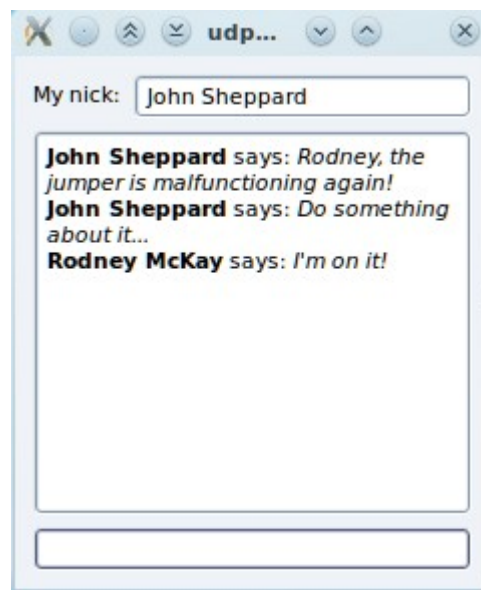 udp...
My nick: John Sheppard
John Sheppard says: Rodney, the
jumper is malfunctioning again!
John Sheppard says: Do something
about it...
Rodney McKay says: I'm on it!